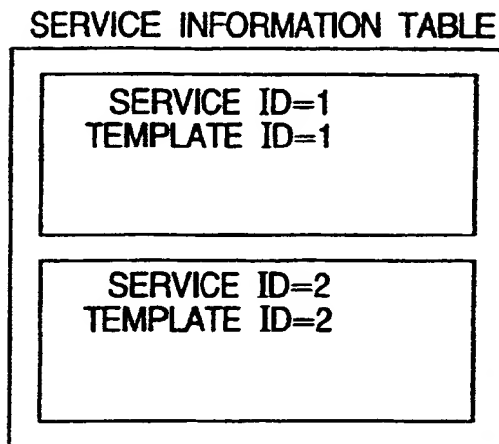 SERVICE INFORMATION TABLE
SERVICE ID=1
TEMPLATE ID=1
SERVICE ID=2
TEMPLATE ID=2